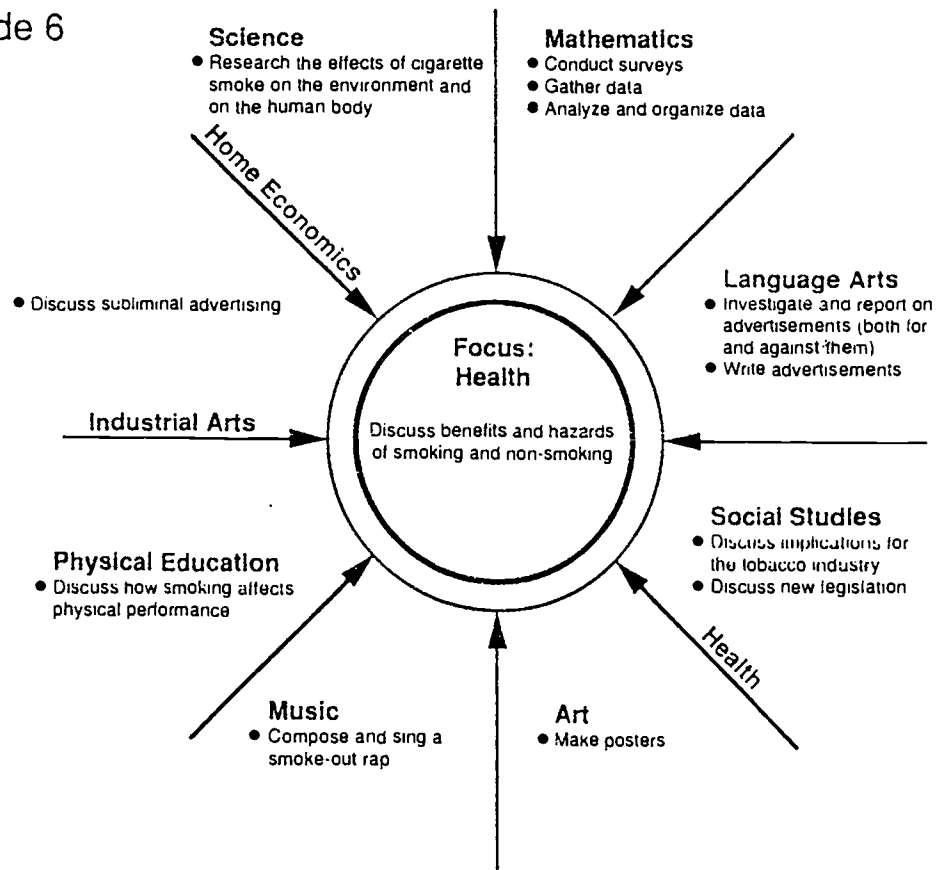 de 6
Science
● Research the effects of cigarette
smoke on the environment and
on the human body
Mathematics
● Conduct surveys
● Gather data
● Analyze and organize data
Home Economics
● Discuss subliminal advertising
Language Arts
● Investigate and report on
advertisements (both for
and against them)
● Write advertisements
Focus:
Health
Discuss benefits and hazards
of smoking and non-smoking
Industrial Arts
Social Studies
● Discuss implications for
the tobacco industry
● Discuss new legislation
Physical Education
● Discuss how smoking affects
physical performance
Health
Music
● Compose and sing a
smoke-out rap
Art
● Make posters